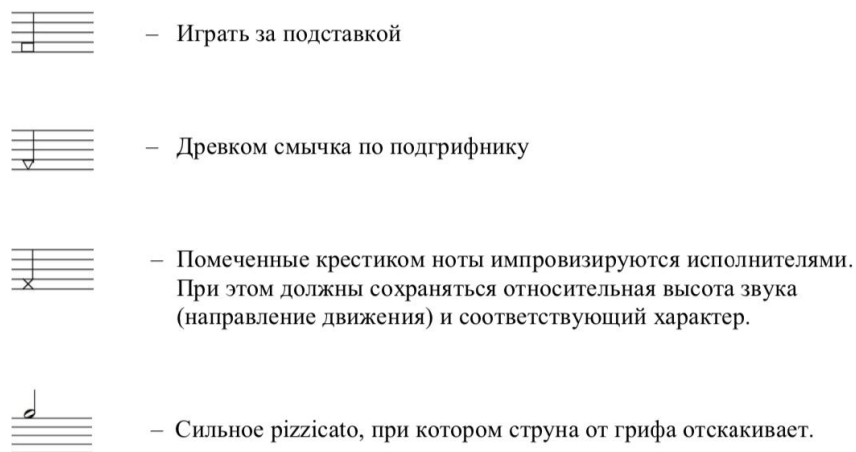 – Играть за подставкой
– Древком смычка по подгрифнику
– Помеченные крестиком ноты импровизируются исполнителями.
При этом должны сохраняться относительная высота звука
(направление движения) и соответствующий характер.
– Сильное pizzicato, при котором струна от грифа отскакивает.